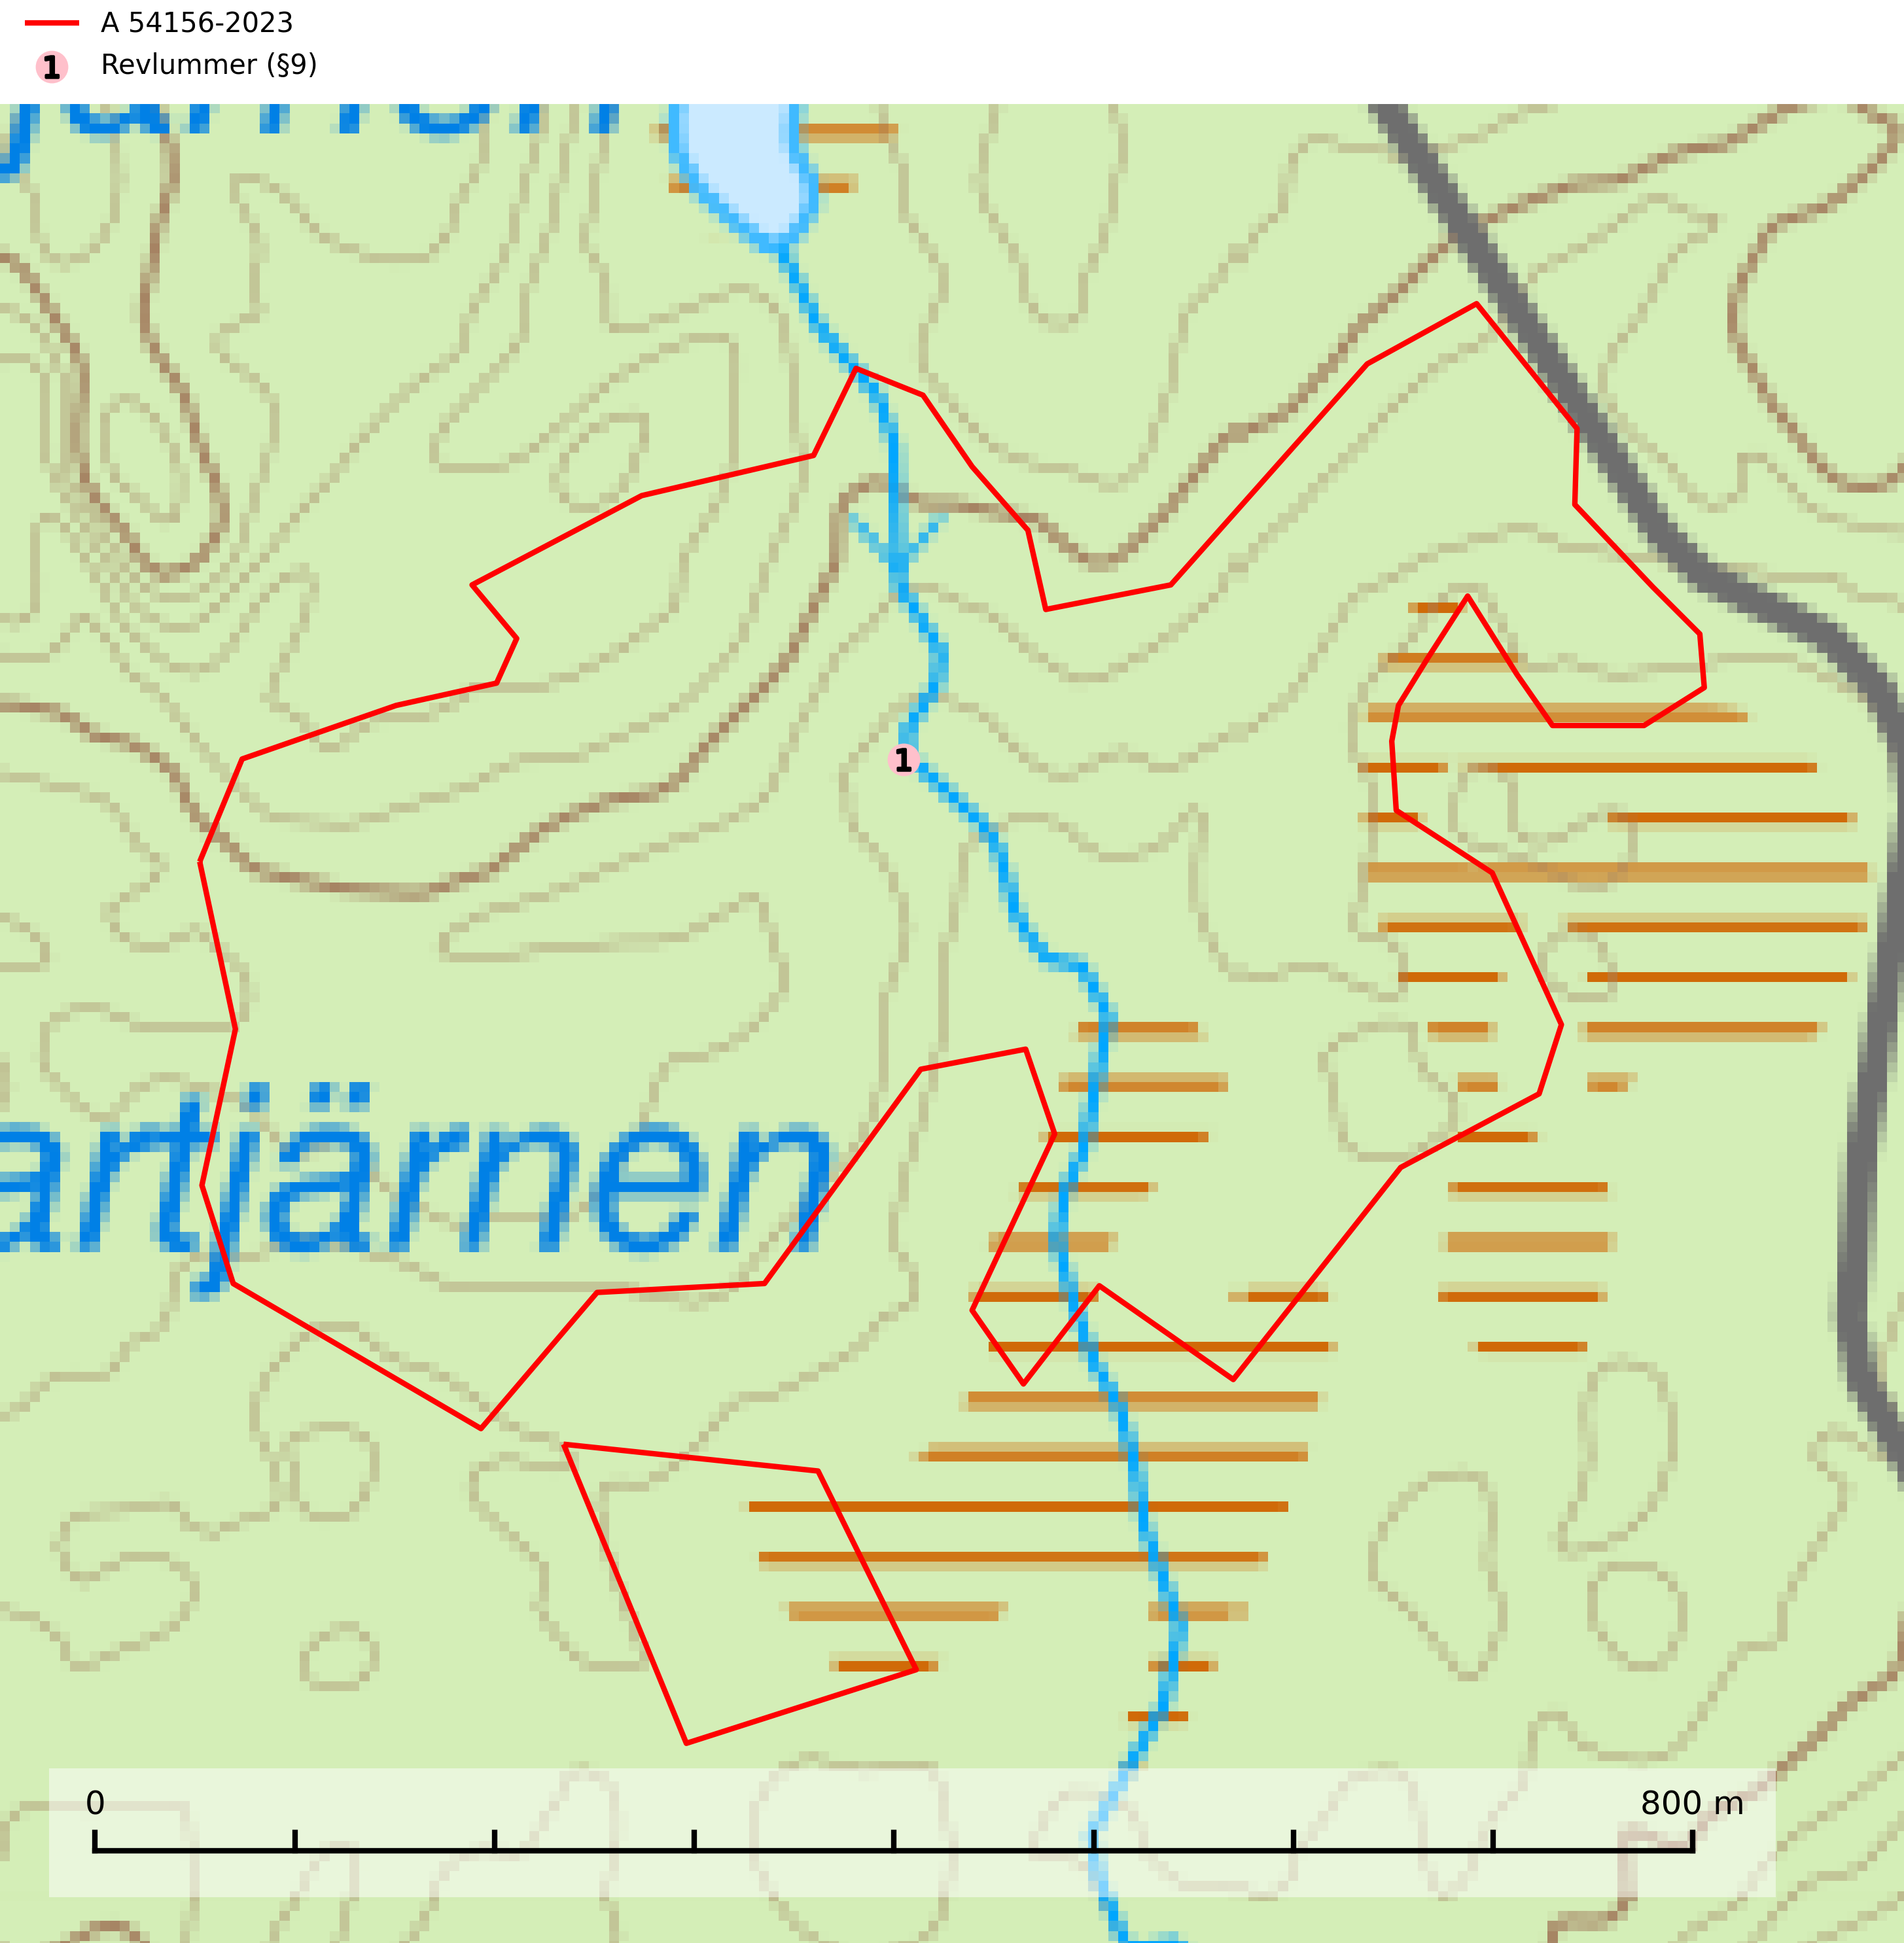 A 54156-2023
1 Revlummer (§9)
1
artjärnen
0 800 m